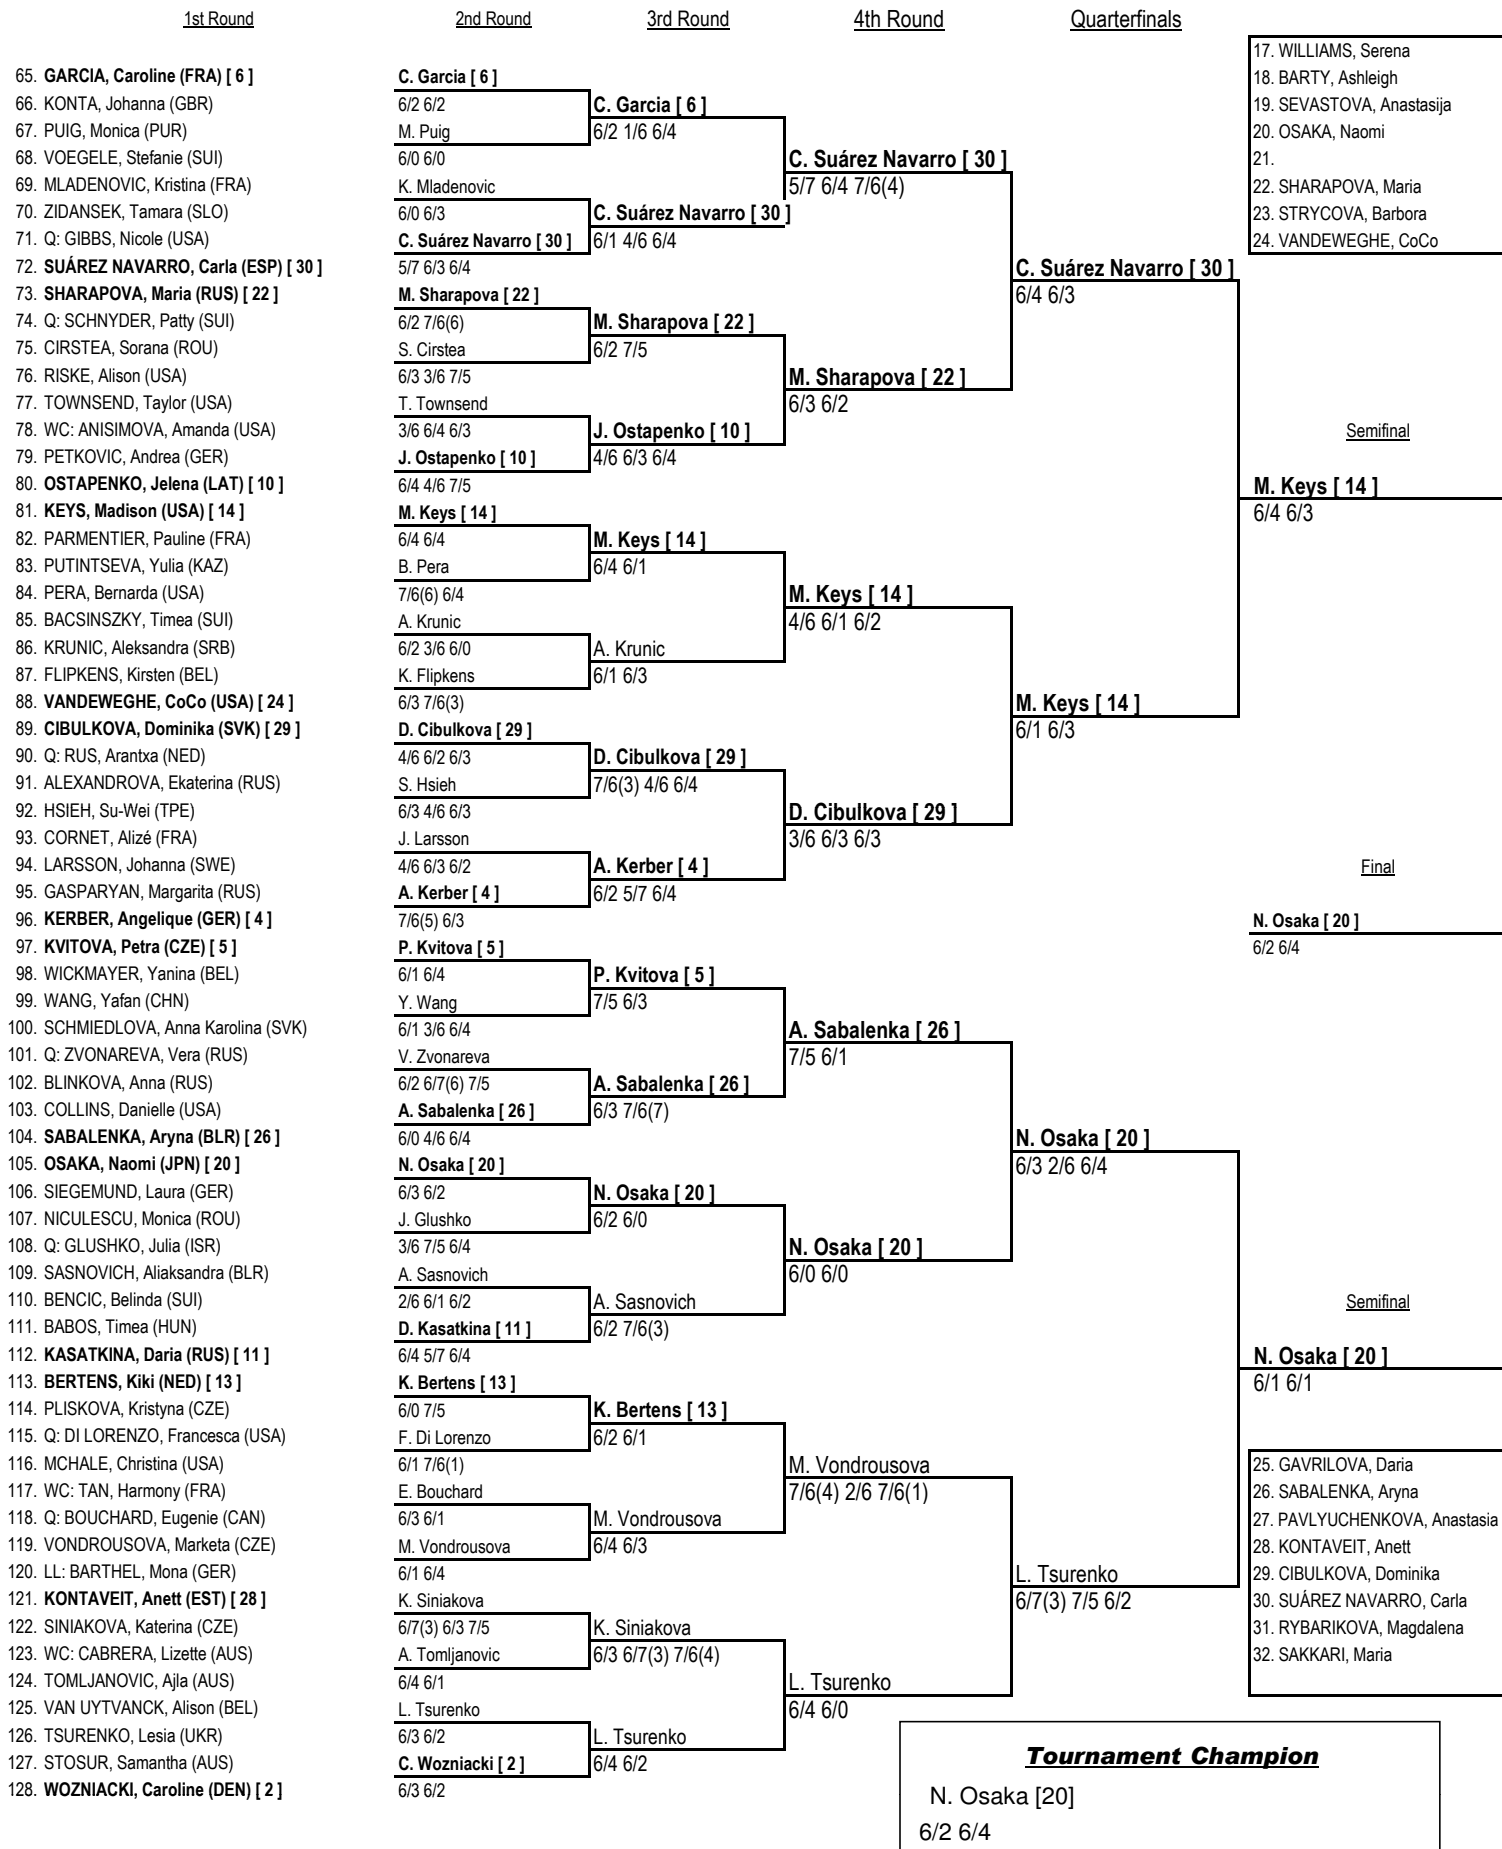 1st Round
2nd Round
3rd Round
4th Round
Quarterfinals
65. GARCIA, Caroline (FRA) [ 6 ]
66. KONTA, Johanna (GBR)
67. PUIG, Monica (PUR)
68. VOEGELE, Stefanie (SUI)
69. MLADENOVIC, Kristina (FRA)
70. ZIDANSEK, Tamara (SLO)
71. Q: GIBBS, Nicole (USA)
72. SUÁREZ NAVARRO, Carla (ESP) [ 30 ]
73. SHARAPOVA, Maria (RUS) [ 22 ]
74. Q: SCHNYDER, Patty (SUI)
75. CIRSTEA, Sorana (ROU)
76. RISKE, Alison (USA)
77. TOWNSEND, Taylor (USA)
78. WC: ANISIMOVA, Amanda (USA)
79. PETKOVIC, Andrea (GER)
80. OSTAPENKO, Jelena (LAT) [ 10 ]
81. KEYS, Madison (USA) [ 14 ]
82. PARMENTIER, Pauline (FRA)
83. PUTINTSEVA, Yulia (KAZ)
84. PERA, Bernarda (USA)
85. BACSINSZKY, Timea (SUI)
86. KRUNIC, Aleksandra (SRB)
87. FLIPKENS, Kirsten (BEL)
88. VANDEWEGHE, CoCo (USA) [ 24 ]
89. CIBULKOVA, Dominika (SVK) [ 29 ]
90. Q: RUS, Arantxa (NED)
91. ALEXANDROVA, Ekaterina (RUS)
92. HSIEH, Su-Wei (TPE)
93. CORNET, Alizé (FRA)
94. LARSSON, Johanna (SWE)
95. GASPARYAN, Margarita (RUS)
96. KERBER, Angelique (GER) [ 4 ]
97. KVITOVA, Petra (CZE) [ 5 ]
98. WICKMAYER, Yanina (BEL)
99. WANG, Yafan (CHN)
100. SCHMIEDLOVA, Anna Karolina (SVK)
101. Q: ZVONAREVA, Vera (RUS)
102. BLINKOVA, Anna (RUS)
103. COLLINS, Danielle (USA)
104. SABALENKA, Aryna (BLR) [ 26 ]
105. OSAKA, Naomi (JPN) [ 20 ]
106. SIEGEMUND, Laura (GER)
107. NICULESCU, Monica (ROU)
108. Q: GLUSHKO, Julia (ISR)
109. SASNOVICH, Aliaksandra (BLR)
110. BENCIC, Belinda (SUI)
111. BABOS, Timea (HUN)
112. KASATKINA, Daria (RUS) [ 11 ]
113. BERTENS, Kiki (NED) [ 13 ]
114. PLISKOVA, Kristyna (CZE)
115. Q: DI LORENZO, Francesca (USA)
116. MCHALE, Christina (USA)
117. WC: TAN, Harmony (FRA)
118. Q: BOUCHARD, Eugenie (CAN)
119. VONDROUSOVA, Marketa (CZE)
120. LL: BARTHEL, Mona (GER)
121. KONTAVEIT, Anett (EST) [ 28 ]
122. SINIAKOVA, Katerina (CZE)
123. WC: CABRERA, Lizette (AUS)
124. TOMLJANOVIC, Ajla (AUS)
125. VAN UYTVANCK, Alison (BEL)
126. TSURENKO, Lesia (UKR)
127. STOSUR, Samantha (AUS)
128. WOZNIACKI, Caroline (DEN) [ 2 ]
C. Garcia [ 6 ]
6/2 6/2
M. Puig
6/0 6/0
K. Mladenovic
6/0 6/3
C. Suárez Navarro [ 30 ]
5/7 6/3 6/4
M. Sharapova [ 22 ]
6/2 7/6(6)
S. Cirstea
6/3 3/6 7/5
T. Townsend
3/6 6/4 6/3
J. Ostapenko [ 10 ]
6/4 4/6 7/5
M. Keys [ 14 ]
6/4 6/4
B. Pera
7/6(6) 6/4
A. Krunic
6/2 3/6 6/0
K. Flipkens
6/3 7/6(3)
D. Cibulkova [ 29 ]
4/6 6/2 6/3
S. Hsieh
6/3 4/6 6/3
J. Larsson
4/6 6/3 6/2
A. Kerber [ 4 ]
7/6(5) 6/3
P. Kvitova [ 5 ]
6/1 6/4
Y. Wang
6/1 3/6 6/4
V. Zvonareva
6/2 6/7(6) 7/5
A. Sabalenka [ 26 ]
6/0 4/6 6/4
N. Osaka [ 20 ]
6/3 6/2
J. Glushko
3/6 7/5 6/4
A. Sasnovich
2/6 6/1 6/2
D. Kasatkina [ 11 ]
6/4 5/7 6/4
K. Bertens [ 13 ]
6/0 7/5
F. Di Lorenzo
6/1 7/6(1)
E. Bouchard
6/3 6/1
M. Vondrousova
6/1 6/4
K. Siniakova
6/7(3) 6/3 7/5
A. Tomljanovic
6/4 6/1
L. Tsurenko
6/3 6/2
C. Wozniacki [ 2 ]
6/3 6/2
C. Garcia [ 6 ]
6/2 1/6 6/4
C. Suárez Navarro [ 30 ]
6/1 4/6 6/4
M. Sharapova [ 22 ]
6/2 7/5
J. Ostapenko [ 10 ]
4/6 6/3 6/4
M. Keys [ 14 ]
6/4 6/1
A. Krunic
6/1 6/3
D. Cibulkova [ 29 ]
7/6(3) 4/6 6/4
A. Kerber [ 4 ]
6/2 5/7 6/4
P. Kvitova [ 5 ]
7/5 6/3
A. Sabalenka [ 26 ]
6/3 7/6(7)
N. Osaka [ 20 ]
6/2 6/0
A. Sasnovich
6/2 7/6(3)
K. Bertens [ 13 ]
6/2 6/1
M. Vondrousova
6/4 6/3
K. Siniakova
6/3 6/7(3) 7/6(4)
L. Tsurenko
6/4 6/2
C. Suárez Navarro [ 30 ]
5/7 6/4 7/6(4)
M. Sharapova [ 22 ]
6/3 6/2
M. Keys [ 14 ]
4/6 6/1 6/2
D. Cibulkova [ 29 ]
3/6 6/3 6/3
A. Sabalenka [ 26 ]
7/5 6/1
N. Osaka [ 20 ]
6/0 6/0
M. Vondrousova
7/6(4) 2/6 7/6(1)
L. Tsurenko
6/4 6/0
C. Suárez Navarro [ 30 ]
6/4 6/3
M. Keys [ 14 ]
6/1 6/3
N. Osaka [ 20 ]
6/3 2/6 6/4
L. Tsurenko
6/7(3) 7/5 6/2
17. WILLIAMS, Serena
18. BARTY, Ashleigh
19. SEVASTOVA, Anastasija
20. OSAKA, Naomi
21.
22. SHARAPOVA, Maria
23. STRYCOVA, Barbora
24. VANDEWEGHE, CoCo
Semifinal
M. Keys [ 14 ]
6/4 6/3
Final
N. Osaka [ 20 ]
6/2 6/4
Semifinal
N. Osaka [ 20 ]
6/1 6/1
25. GAVRILOVA, Daria
26. SABALENKA, Aryna
27. PAVLYUCHENKOVA, Anastasia
28. KONTAVEIT, Anett
29. CIBULKOVA, Dominika
30. SUÁREZ NAVARRO, Carla
31. RYBARIKOVA, Magdalena
32. SAKKARI, Maria
Tournament Champion
N. Osaka [20]
6/2 6/4